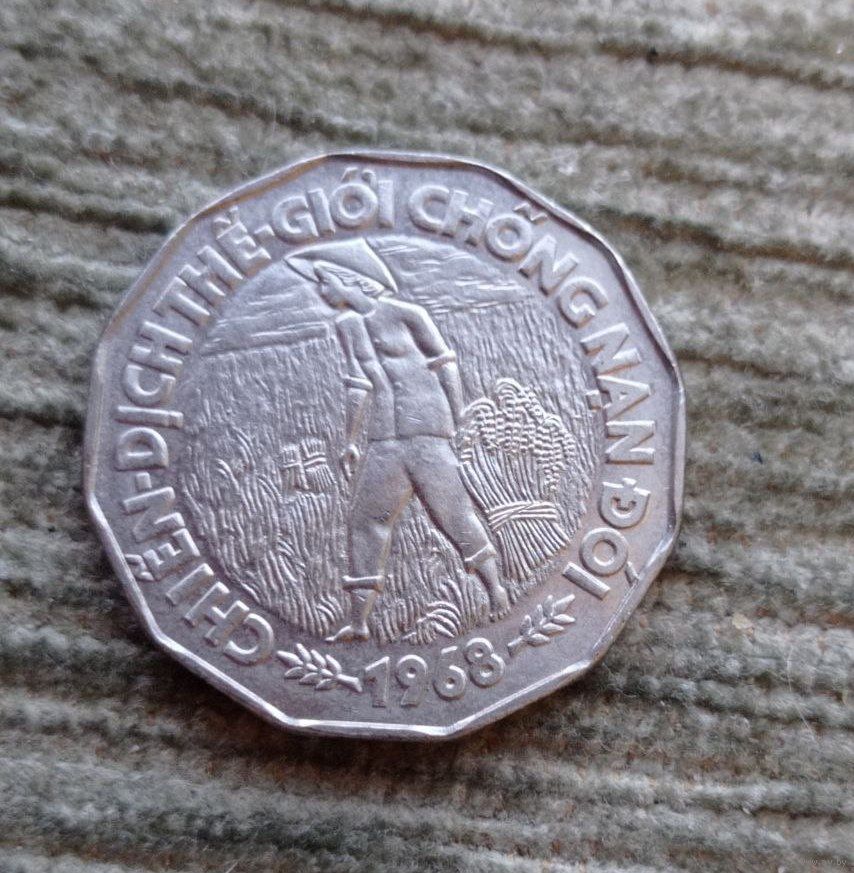 CHIẾN-DỊCH THẾ-GIỚI CHỐNG NẠN ĐÓI
1968